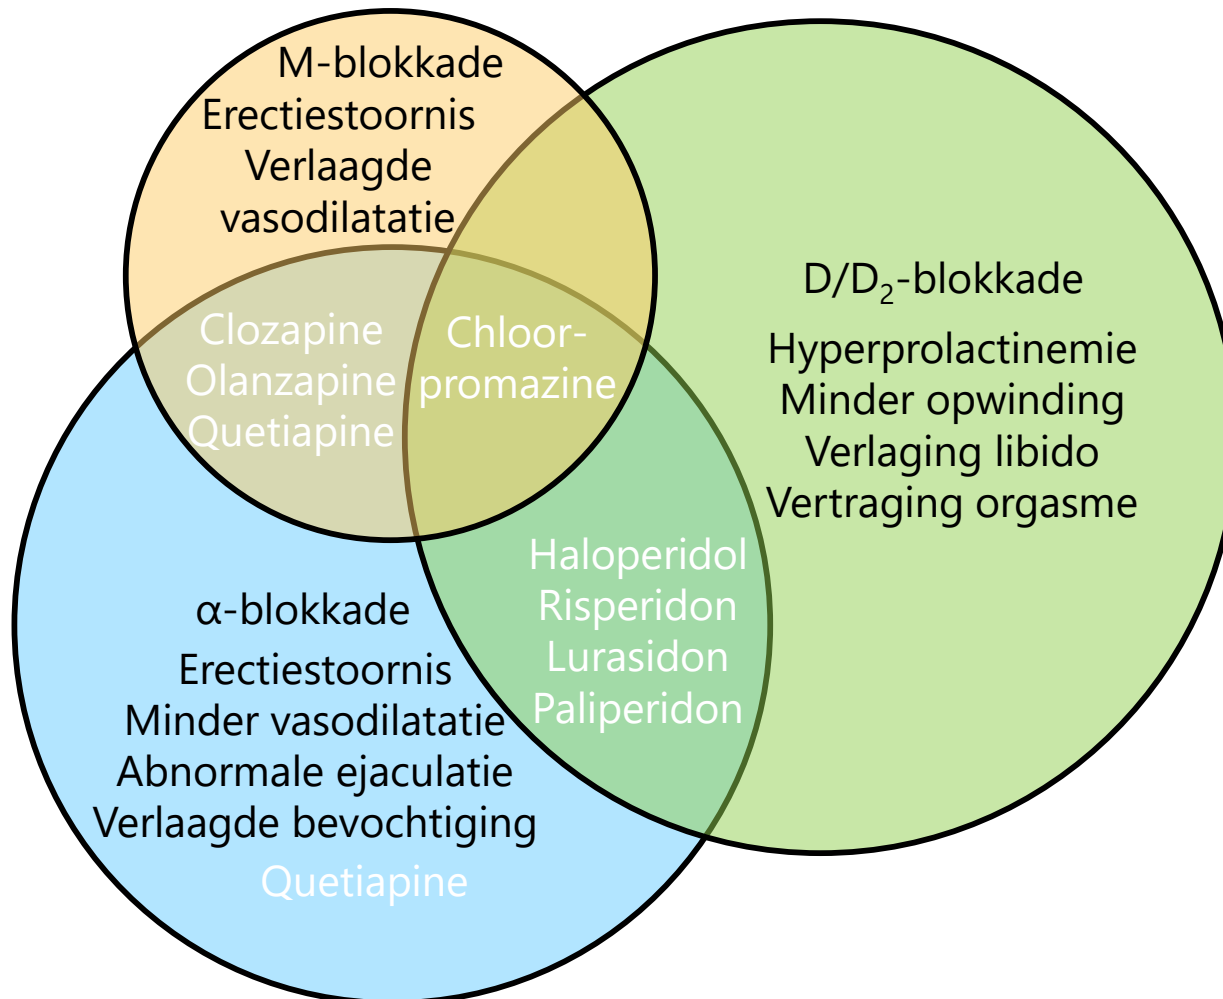 M-blokkade
Erectiestoornis
Verlaagde
vasodilatatie
D/D₂-blokkade
Hyperprolactinemie
Minder opwinding
Verlaging libido
Vertraging orgasme
Clozapine
Olanzapine
Quetiapine
Chloor-
promazine
Haloperidol
Risperidon
Lurasidon
Paliperidon
α-blokkade
Erectiestoornis
Minder vasodilatatie
Abnormale ejaculatie
Verlaagde bevochtiging
Quetiapine